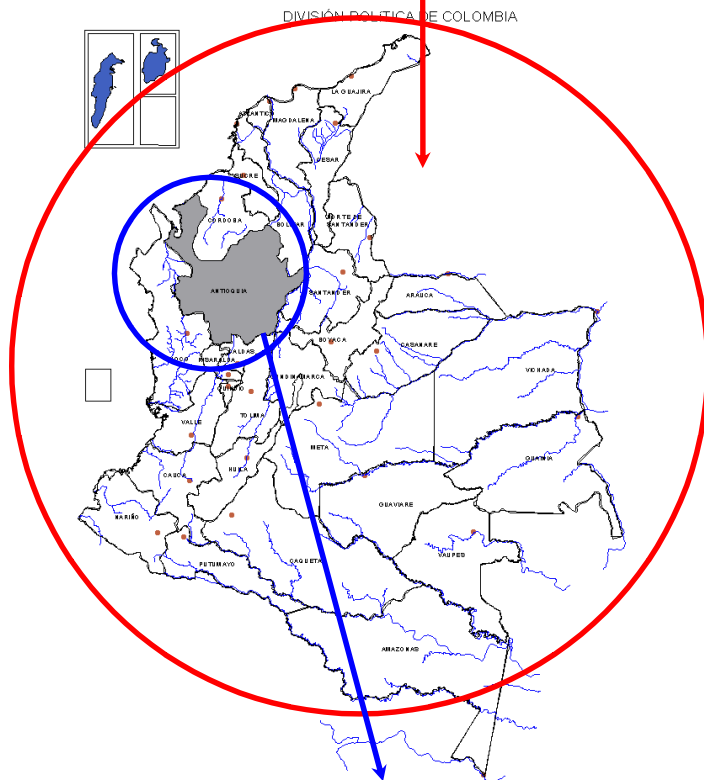 DIVISIÓN POLÍTICA DE COLOMBIA
LA GUAJIRA
ATLANTICO
MAGDALENA
CESAR
SUCRE
CORDOBA
BOLIVAR
NORTE DE
SANTANDER
ANTIOQUIA
SANTANDER
ARAUCA
BOYACA
CASANARE
CALDAS
RISARALDA
VICHADA
QUINDIO
TOLIMA
VALLE
META
GUAINIA
CAUCA
HUILA
GUAVIARE
NARIÑO
VAUPES
CAQUETA
PUTUMAYO
AMAZONAS